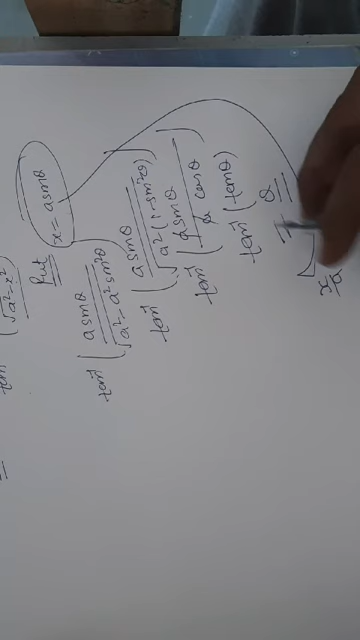 tan⁻¹ (   / √a²-x²)
Put x = a sinθ
tan⁻¹ (a sinθ / √a² - a² sin²θ)
tan⁻¹ (a sinθ / √a² (1 - sin²θ))
tan⁻¹ (a sinθ / a cosθ)
tan⁻¹ (tanθ)
θ
x/a